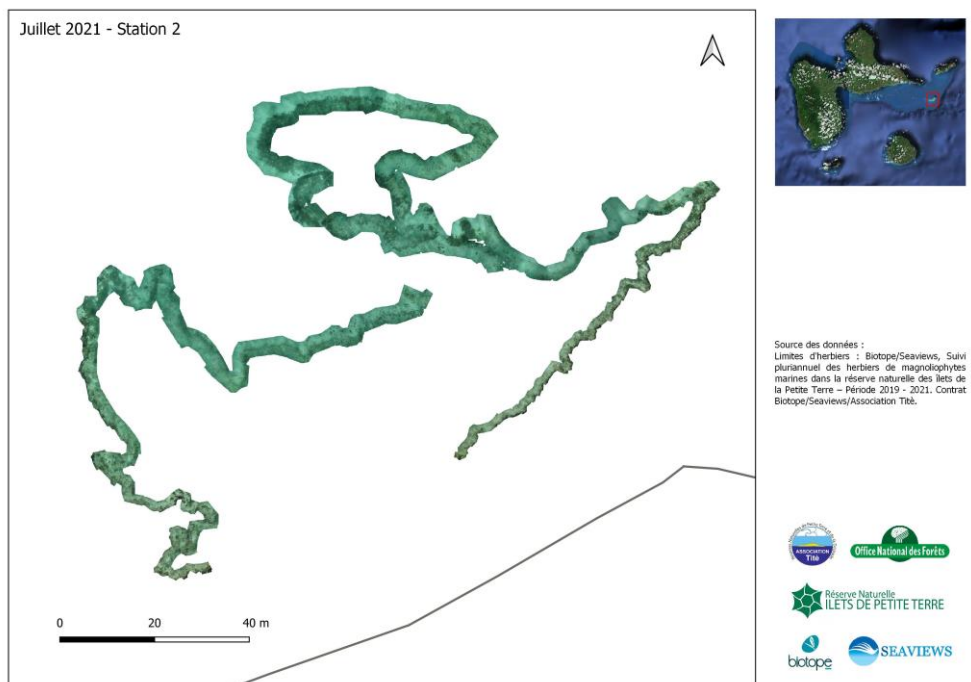 Juillet 2021 - Station 2
Source des données :
Limites d'herbiers : Biotope/Seaviews, Suivi
pluriannuel des herbiers de magnoliophytes
marines dans la réserve naturelle des îlets de
la Petite Terre – Période 2019 - 2021. Contrat
Biotope/Seaviews/Association Titè.
ASSOCIATION
Titè
Office National des Forêts
Réserve Naturelle
ILETS DE PETITE TERRE
biotope
SEAVIEWS
0 20 40 m